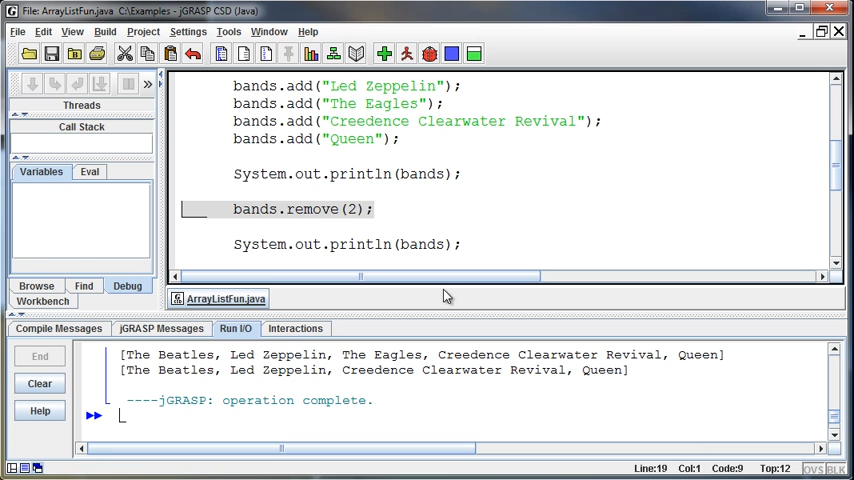 File: ArrayListFun.java  C:\Examples - jGRASP CSD (Java)
File Edit View Build Project Settings Tools Window Help
Threads
Call Stack
Variables Eval
Browse Find Debug
Workbench
bands.add("Led Zeppelin");
bands.add("The Eagles");
bands.add("Creedence Clearwater Revival");
bands.add("Queen");
System.out.println(bands);
bands.remove(2);
System.out.println(bands);
ArrayListFun.java
Compile Messages jGRASP Messages Run I/O Interactions
End
Clear
Help
[The Beatles, Led Zeppelin, The Eagles, Creedence Clearwater Revival, Queen]
[The Beatles, Led Zeppelin, Creedence Clearwater Revival, Queen]
----jGRASP: operation complete.
Line:19 Col:1 Code:9 Top:12 OVS BLK